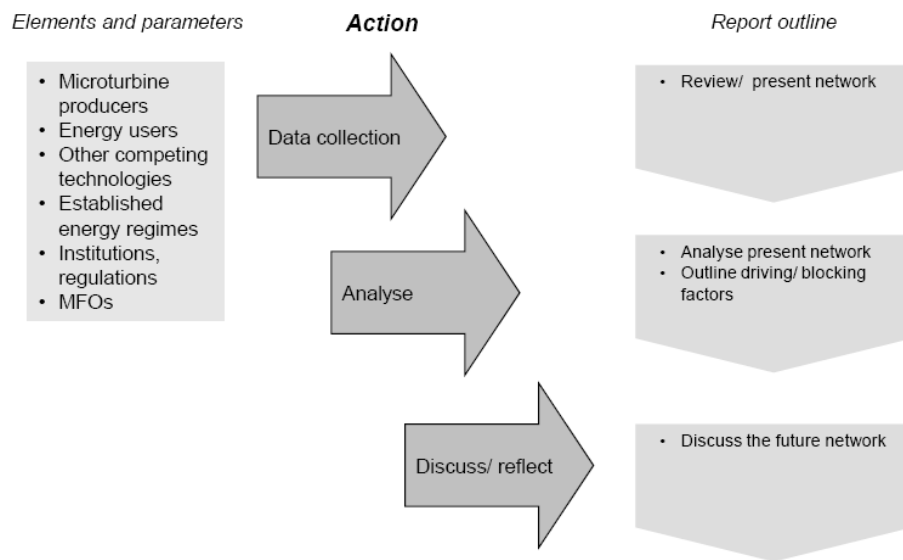 Elements and parameters
Action
Report outline
• Microturbine
producers
• Energy users
• Other competing
technologies
• Established
energy regimes
• Institutions,
regulations
• MFOs
Data collection
• Review/ present network
Analyse
• Analyse present network
• Outline driving/ blocking
factors
Discuss/ reflect
• Discuss the future network